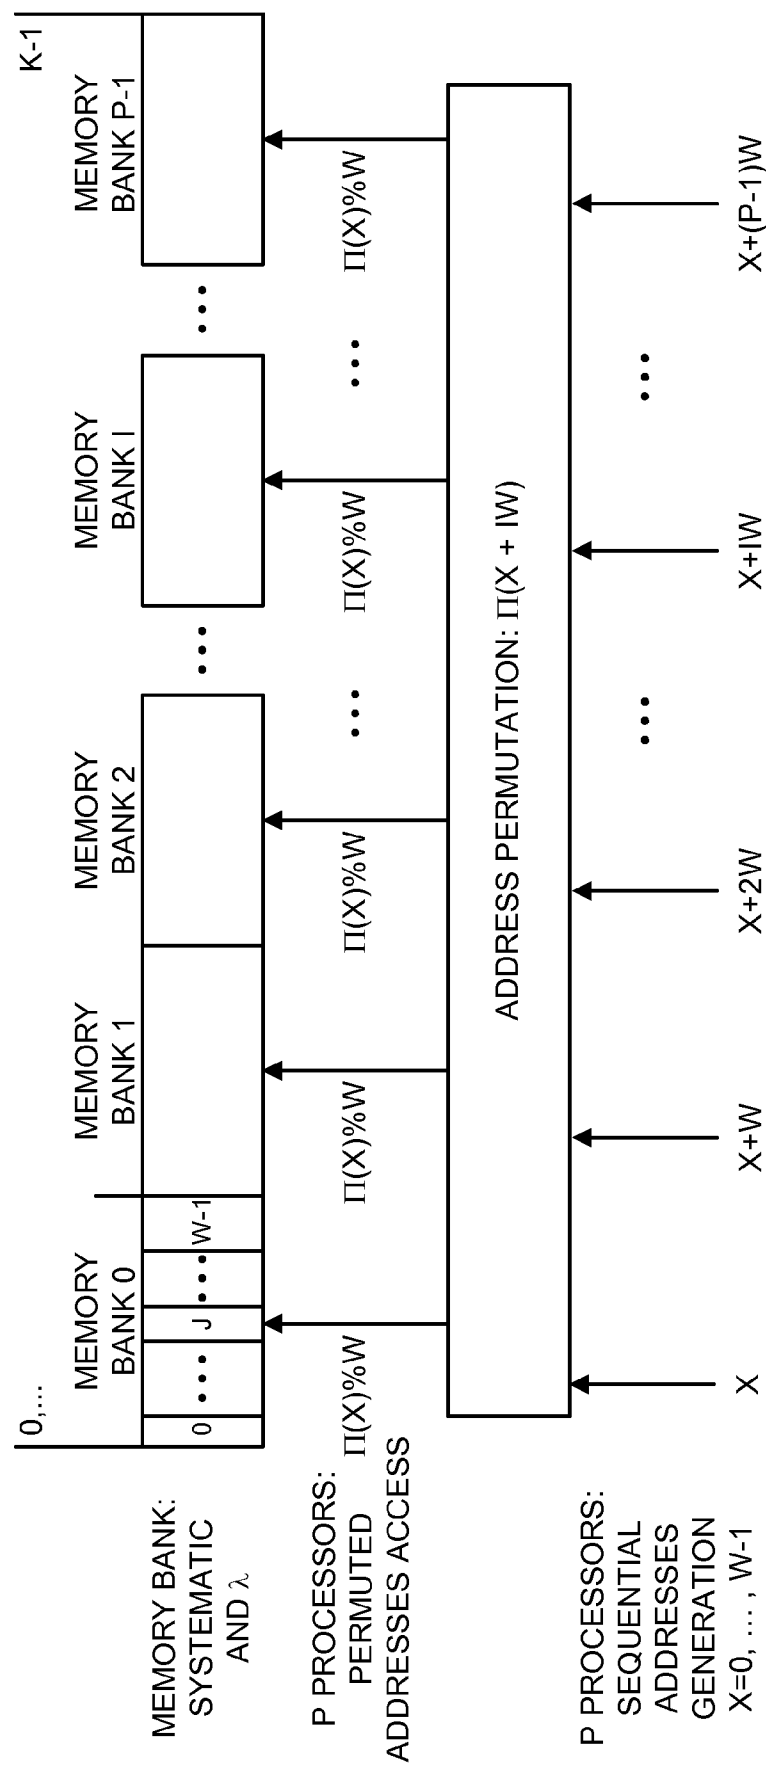 0,...
K-1
MEMORY
BANK 0
MEMORY
BANK 1
MEMORY
BANK 2
MEMORY
BANK I
MEMORY
BANK P-1
MEMORY BANK:
SYSTEMATIC
AND λ
0
•••
J
•••
W-1
•••
•••
P PROCESSORS:
PERMUTED
ADDRESSES ACCESS
Π(X)%W
Π(X)%W
Π(X)%W
•••
Π(X)%W
•••
Π(X)%W
ADDRESS PERMUTATION: Π(X + IW)
P PROCESSORS:
SEQUENTIAL
ADDRESSES
GENERATION
X=0, ... , W-1
X
X+W
X+2W
•••
X+IW
•••
X+(P-1)W